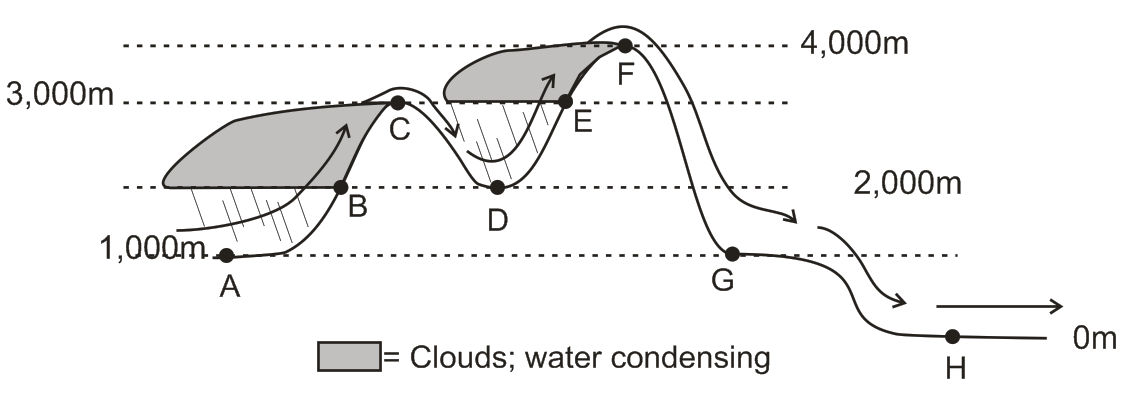 4,000m
3,000m
F
C
E
2,000m
B
D
1,000m
A
G
0m
= Clouds; water condensing
H